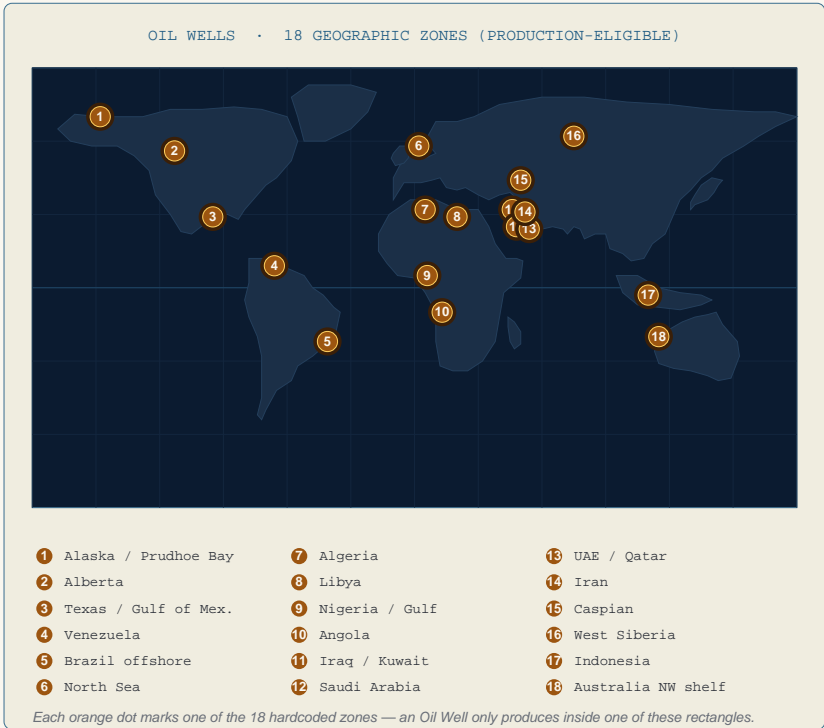 OIL WELLS · 18 GEOGRAPHIC ZONES (PRODUCTION-ELIGIBLE)
1
2
3
4
5
6
7
8
9
10
14
13
15
16
17
18
1 Alaska / Prudhoe Bay
2 Alberta
3 Texas / Gulf of Mex.
4 Venezuela
5 Brazil offshore
6 North Sea
7 Algeria
8 Libya
9 Nigeria / Gulf
10 Angola
11 Iraq / Kuwait
12 Saudi Arabia
13 UAE / Qatar
14 Iran
15 Caspian
16 West Siberia
17 Indonesia
18 Australia NW shelf
Each orange dot marks one of the 18 hardcoded zones — an Oil Well only produces inside one of these rectangles.